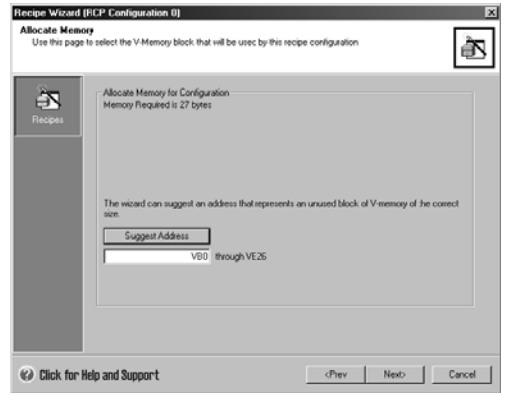 Recipe Wizard (RCP Configuration 0)
Allocate Memory
Use this page to select the V-Memory block that will be used by this recipe configuration
Recipes
Allocate Memory for Configuration
Memory Required is 27 bytes
The wizard can suggest an address that represents an unused block of V-memory of the correct
size.
Suggest Address
VB0 through VB26
Click for Help and Support
<Prev
Next>
Cancel